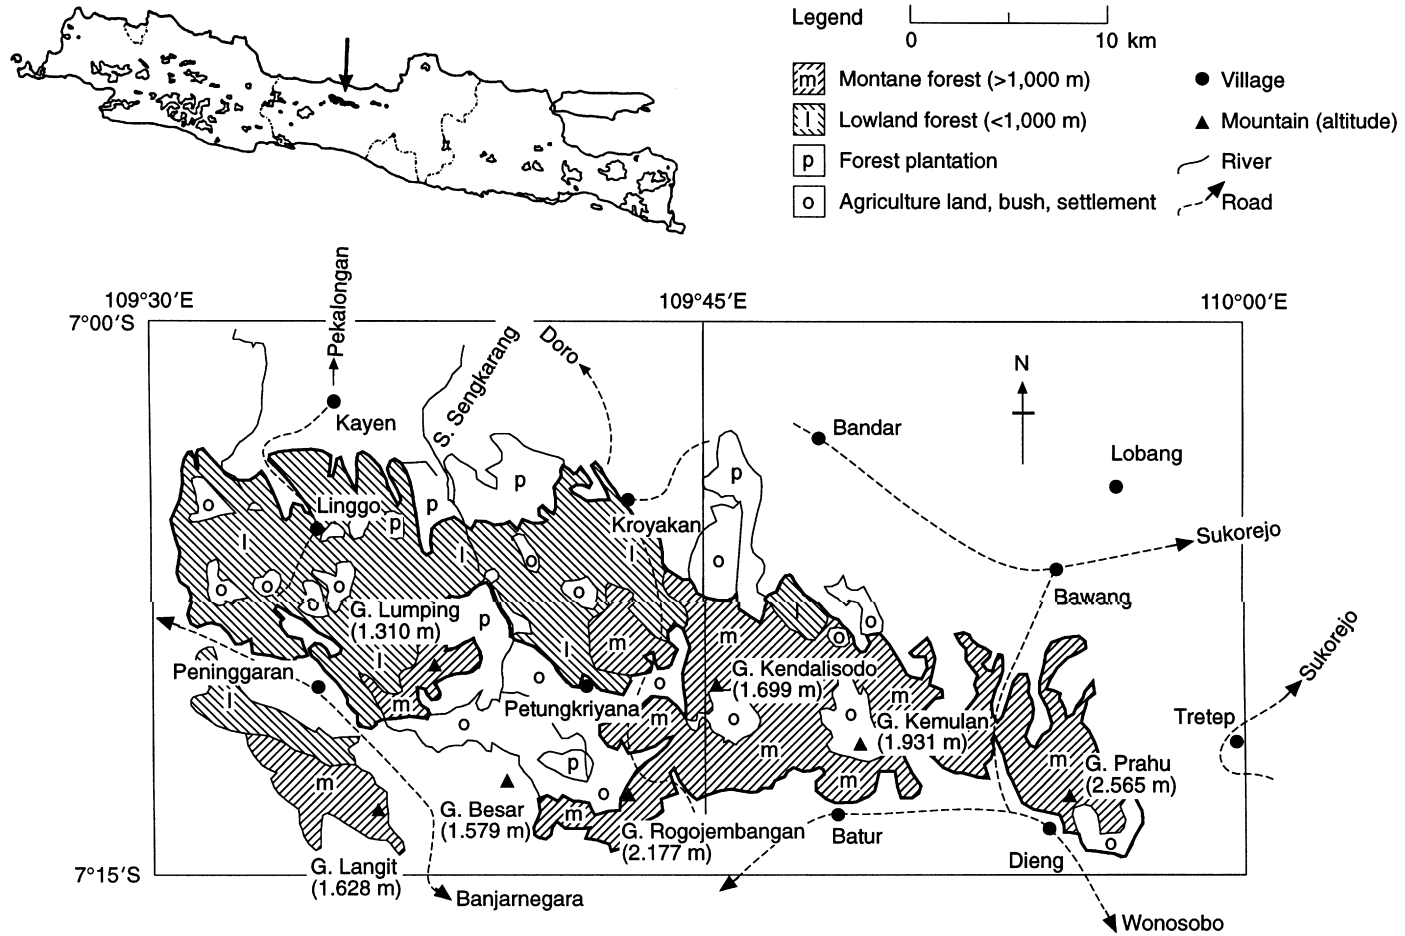 Legend
0 10 km
m Montane forest (>1,000 m)
Village
l Lowland forest (<1,000 m)
Mountain (altitude)
p Forest plantation
River
o Agriculture land, bush, settlement
Road
109°30′E
109°45′E
110°00′E
7°00′S
Pekalongan
S. Sengkarang
Doro
N
Kayen
Bandar
Lobang
p
p
p
o
Linggo
p
Kroyakan
Sukorejo
l
l
l
o
o
Bawang
o
o
o
o
o
G. Lumping
(1.310 m)
p
m
m
l
o
o
Sukorejo
Peninggaran
l
l
o
o
G. Kendalisodo
(1.699 m)
m
m
l
m
Petungkriyana
o
m
o
o
G. Kemulan
(1.931 m)
Tretep
m
p
m
m
m
G. Prahu
(2.565 m)
G. Besar
(1.579 m)
o
m
G. Rogojembangan
(2.177 m)
Batur
o
Dieng
G. Langit
(1.628 m)
7°15′S
Banjarnegara
Wonosobo